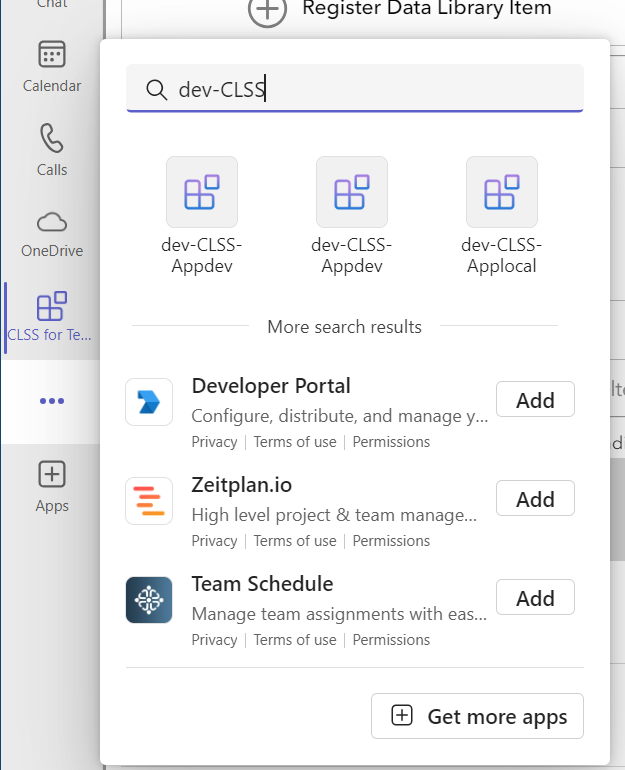 Chat
Register Data Library Item
dev-CLSS
Calendar
Calls
OneDrive
CLSS for Te...
Apps
dev-CLSS-
Appdev
dev-CLSS-
Appdev
dev-CLSS-
Applocal
More search results
Developer Portal
Configure, distribute, and manage y...
Privacy | Terms of use | Permissions
Add
Zeitplan.io
High level project & team manage...
Privacy | Terms of use | Permissions
Add
Team Schedule
Manage team assignments with eas...
Privacy | Terms of use | Permissions
Add
Get more apps